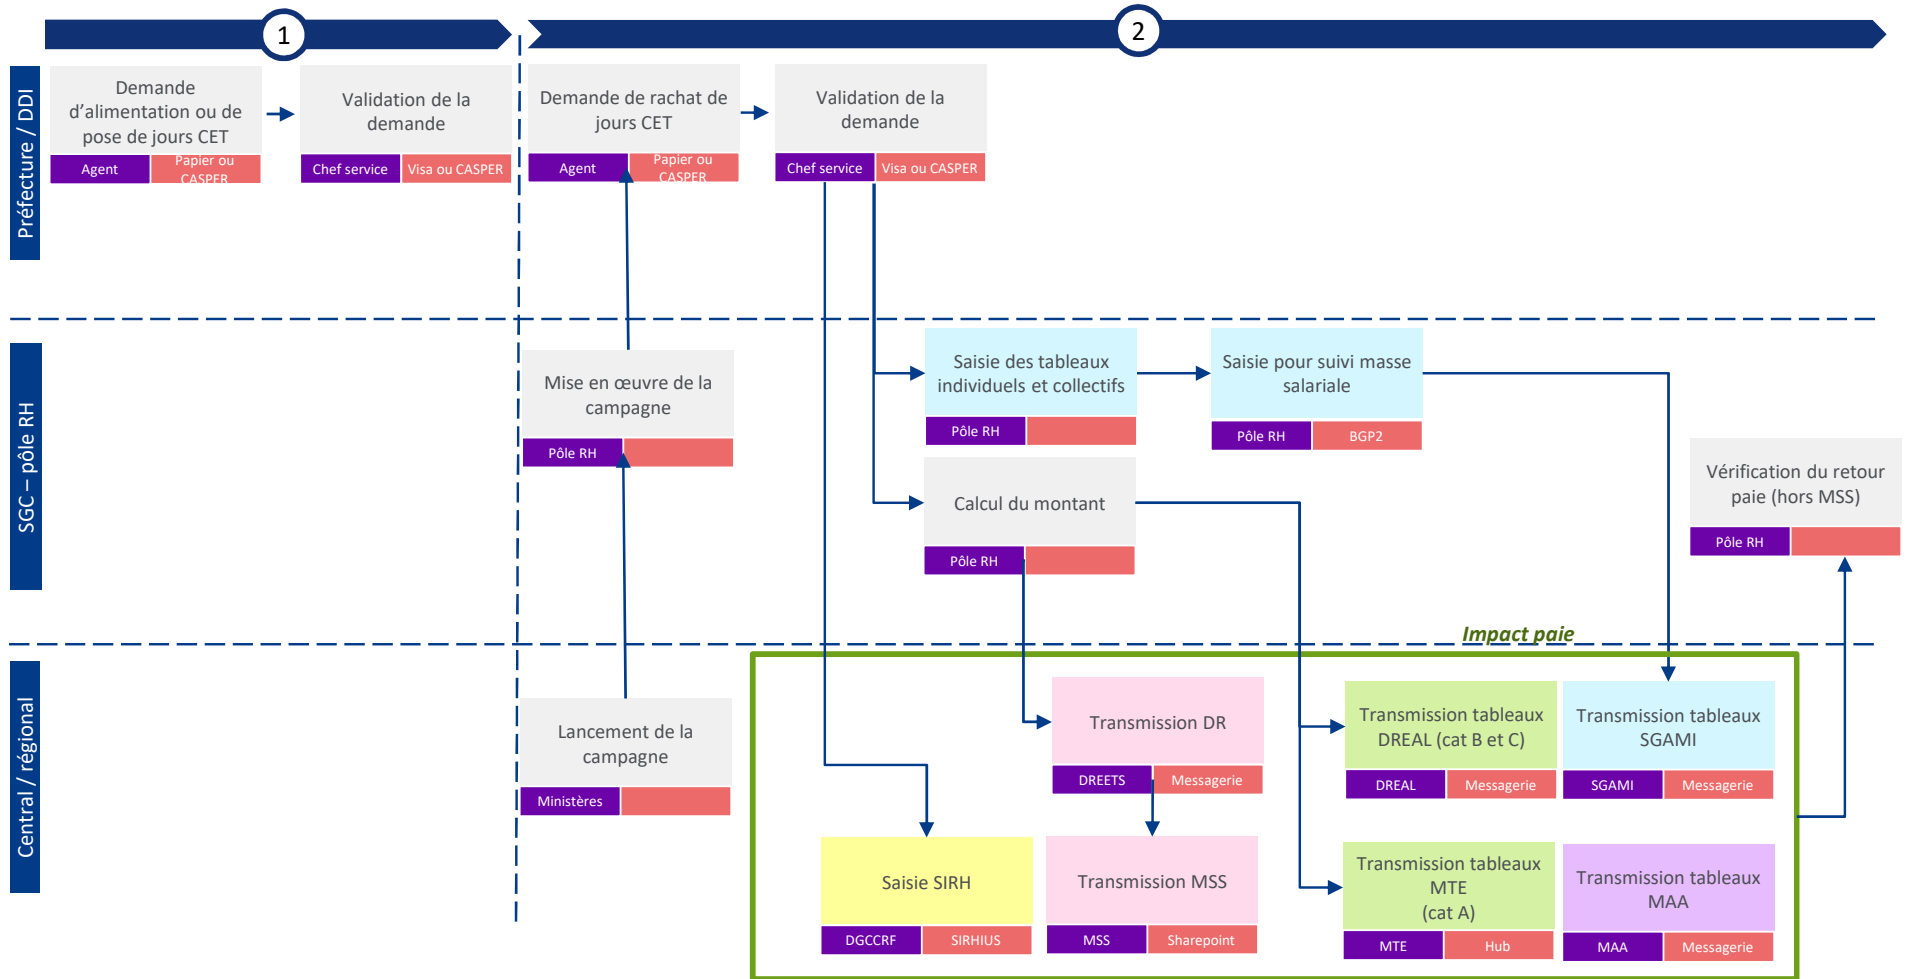 1
2
Préfecture / DDI
Demande
d'alimentation ou de
pose de jours CET
Agent
Papier ou
CASPER
Validation de la
demande
Chef service
Visa ou CASPER
Demande de rachat de
jours CET
Agent
Papier ou
CASPER
Validation de la
demande
Chef service
Visa ou CASPER
SGC – pôle RH
Mise en œuvre de la
campagne
Pôle RH
Saisie des tableaux
individuels et collectifs
Pôle RH
Saisie pour suivi masse
salariale
Pôle RH
BGP2
Calcul du montant
Pôle RH
Vérification du retour
paie (hors MSS)
Pôle RH
Central / régional
Impact paie
Lancement de la
campagne
Ministères
Transmission DR
DREETS
Messagerie
Transmission tableaux
DREAL (cat B et C)
DREAL
Messagerie
Transmission tableaux
SGAMI
SGAMI
Messagerie
Saisie SIRH
DGCCRF
SIRHIUS
Transmission MSS
MSS
Sharepoint
Transmission tableaux
MTE
(cat A)
MTE
Hub
Transmission tableaux
MAA
MAA
Messagerie